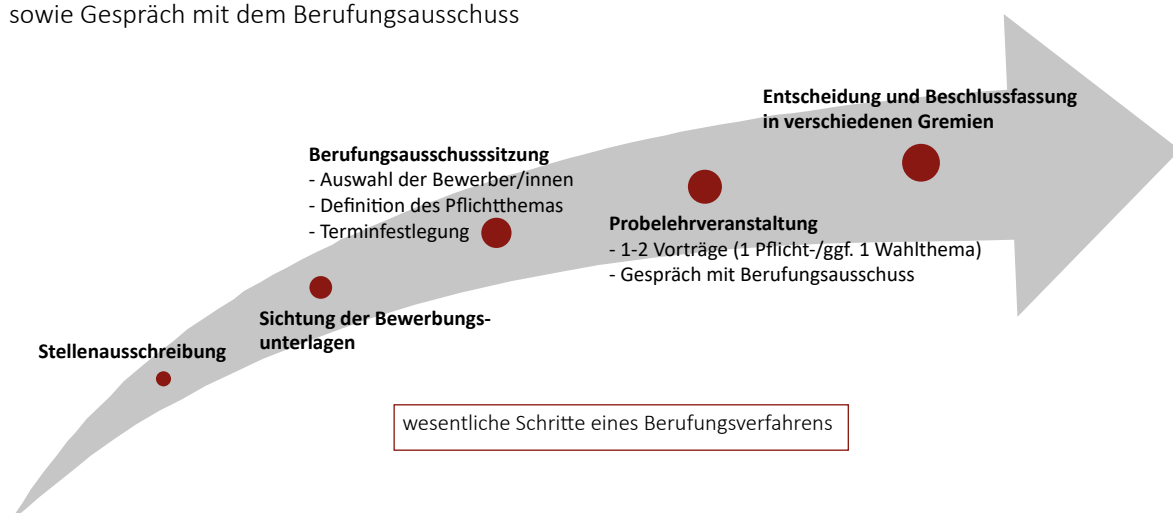 sowie Gespräch mit dem Berufungsausschuss
Entscheidung und Beschlussfassung
in verschiedenen Gremien
Berufungsausschusssitzung
- Auswahl der Bewerber/innen
- Definition des Pflichtthemas
- Terminfestlegung
Probelehrveranstaltung
- 1-2 Vorträge (1 Pflicht-/ggf. 1 Wahlthema)
- Gespräch mit Berufungsausschuss
Sichtung der Bewerbungs-
unterlagen
Stellenausschreibung
wesentliche Schritte eines Berufungsverfahrens